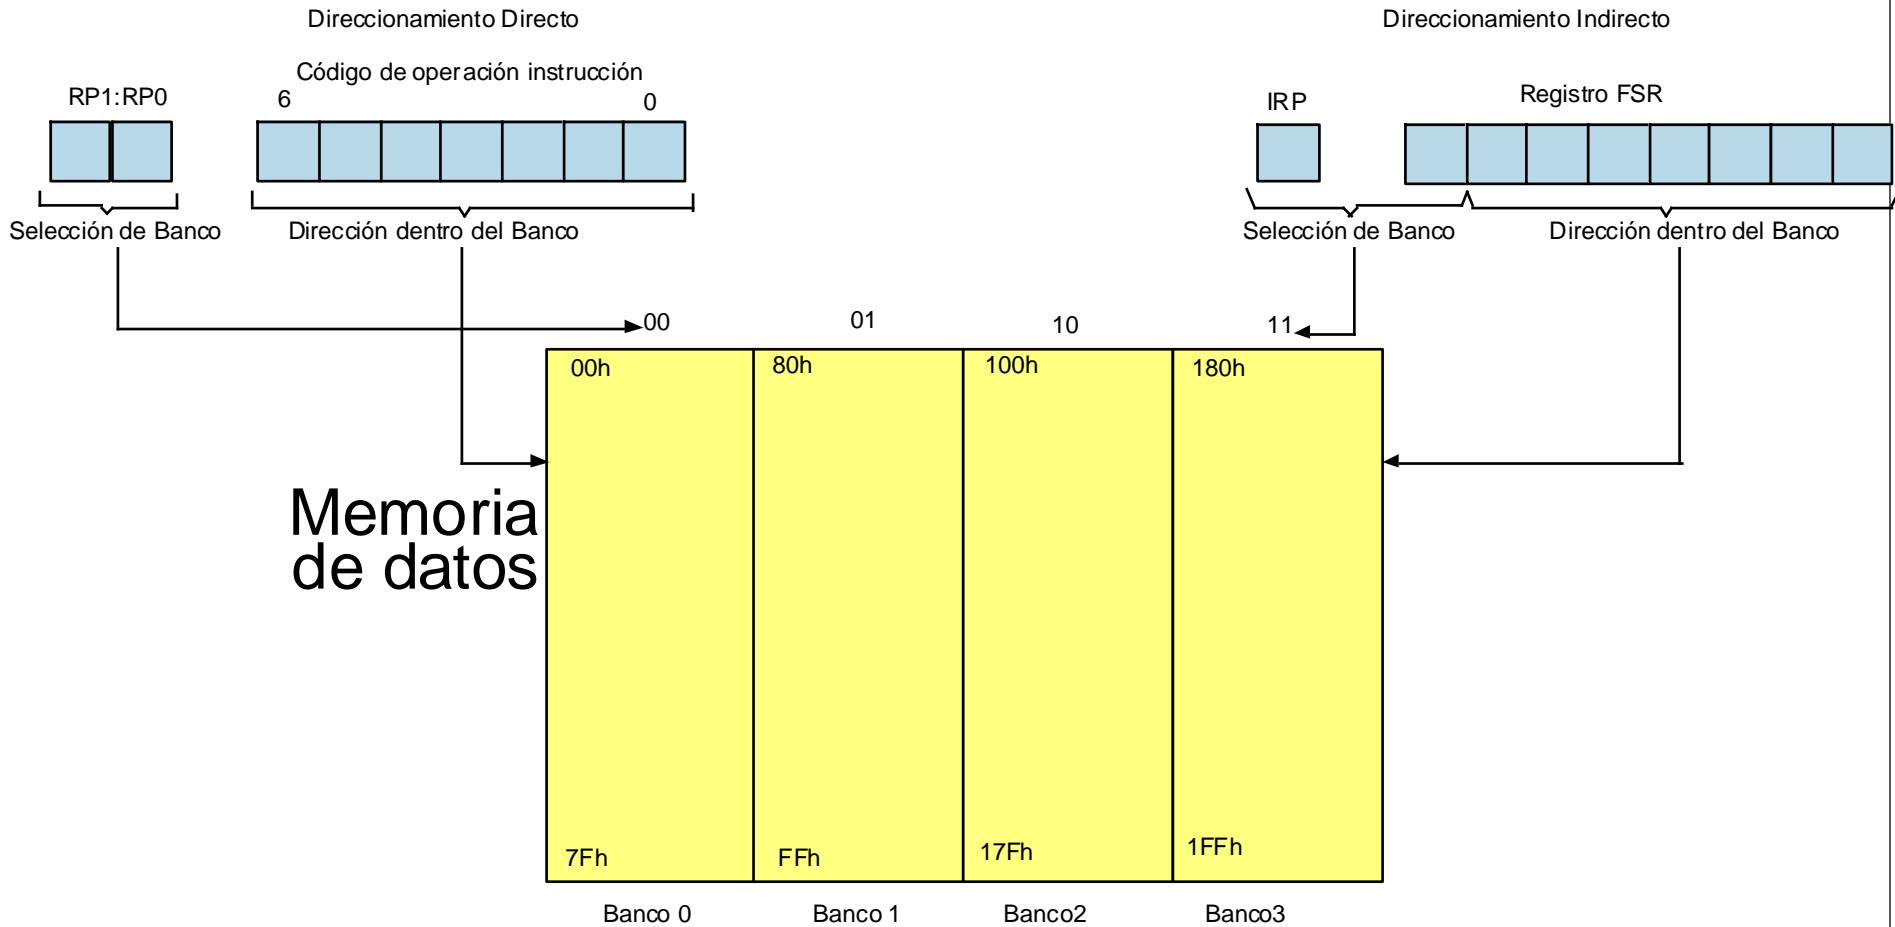 Direccionamiento Directo
Direccionamiento Indirecto
Código de operación instrucción
RP1:RP0
6
0
IRP
Registro FSR
Selección de Banco
Dirección dentro del Banco
Selección de Banco
Dirección dentro del Banco
00
01
10
11
00h
80h
100h
180h
Memoria
de datos
7Fh
FFh
17Fh
1FFh
Banco 0
Banco 1
Banco2
Banco3